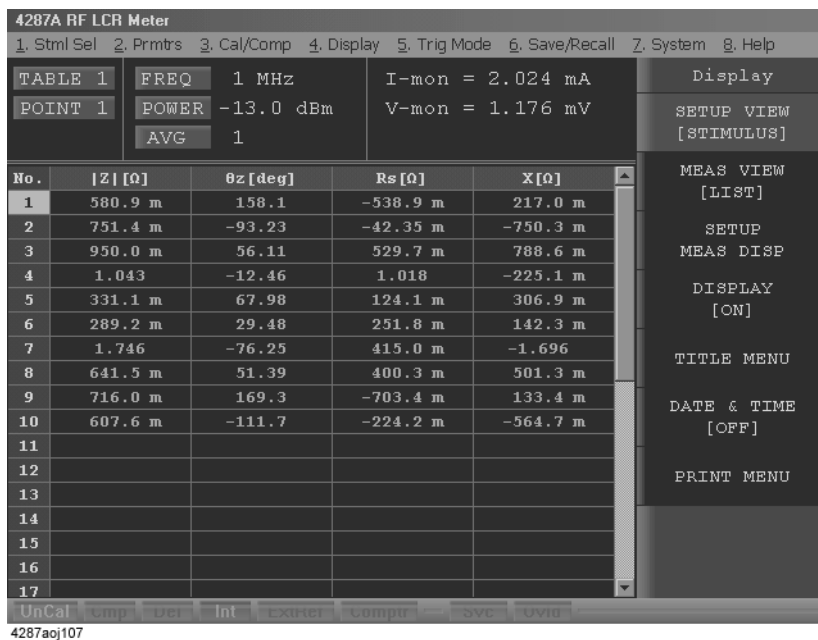 4287A RF LCR Meter
1. Stml Sel 2. Prmtrs 3. Cal/Comp 4. Display 5. Trig Mode 6. Save/Recall 7. System 8. Help
TABLE 1 FREQ 1 MHz I-mon = 2.024 mA
POINT 1 POWER -13.0 dBm V-mon = 1.176 mV
AVG 1
No. |Z|[Ω] θz[deg] Rs[Ω] X[Ω]
1 580.9 m 158.1 -538.9 m 217.0 m
2 751.4 m -93.23 -42.35 m -750.3 m
3 950.0 m 56.11 529.7 m 788.6 m
4 1.043 -12.46 1.018 -225.1 m
5 331.1 m 67.98 124.1 m 306.9 m
6 289.2 m 29.48 251.8 m 142.3 m
7 1.746 -76.25 415.0 m -1.696
8 641.5 m 51.39 400.3 m 501.3 m
9 716.0 m 169.3 -703.4 m 133.4 m
10 607.6 m -111.7 -224.2 m -564.7 m
11
12
13
14
15
16
17
Display
SETUP VIEW
[STIMULUS]
MEAS VIEW
[LIST]
SETUP
MEAS DISP
DISPLAY
[ON]
TITLE MENU
DATE & TIME
[OFF]
PRINT MENU
UnCal Cmp Del Int ExtRef Comptr Svc Ovld
4287aoj107